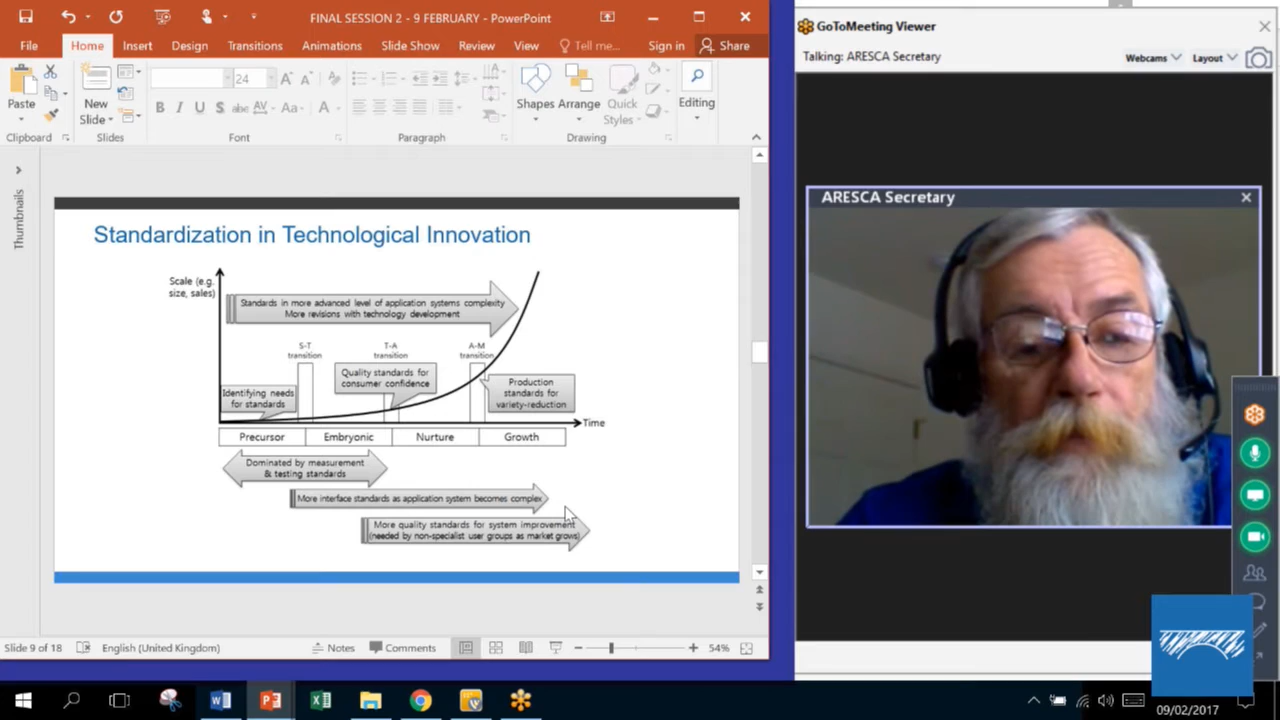 FINAL SESSION 2 - 9 FEBRUARY - PowerPoint
File Home Insert Design Transitions Animations Slide Show Review View Tell me... Sign in Share
24
Paste
New
Slide
Shapes Arrange Quick
Styles
Editing
B I U S abc AV Aa A
Clipboard Slides Font Paragraph Drawing
Thumbnails
Standardization in Technological Innovation
Scale (e.g.
size, sales)
Standards in more advanced level of application systems complexity
More revisions with technology development
S-T
transition
T-A
transition
A-M
transition
Identifying needs
for standards
Quality standards for
consumer confidence
Production
standards for
variety-reduction
Time
Precursor Embryonic Nurture Growth
Dominated by measurement
& testing standards
More interface standards as application system becomes complex
More quality standards for system improvement
(needed by non-specialist user groups as market grows)
Slide 9 of 18 English (United Kingdom) Notes Comments 54%
GoToMeeting Viewer
Talking: ARESCA Secretary
Webcams Layout
ARESCA Secretary
09/02/2017